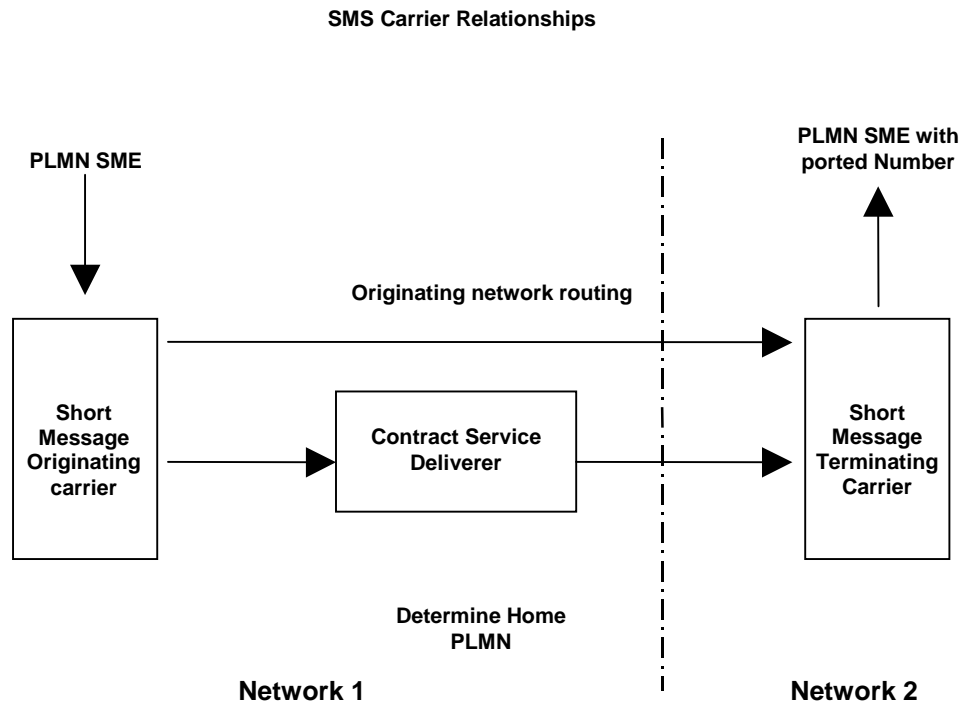 SMS Carrier Relationships
PLMN SME
PLMN SME with
ported Number
Originating network routing
Short
Message
Originating
carrier
Contract Service
Deliverer
Short
Message
Terminating
Carrier
Determine Home
PLMN
Network 1
Network 2